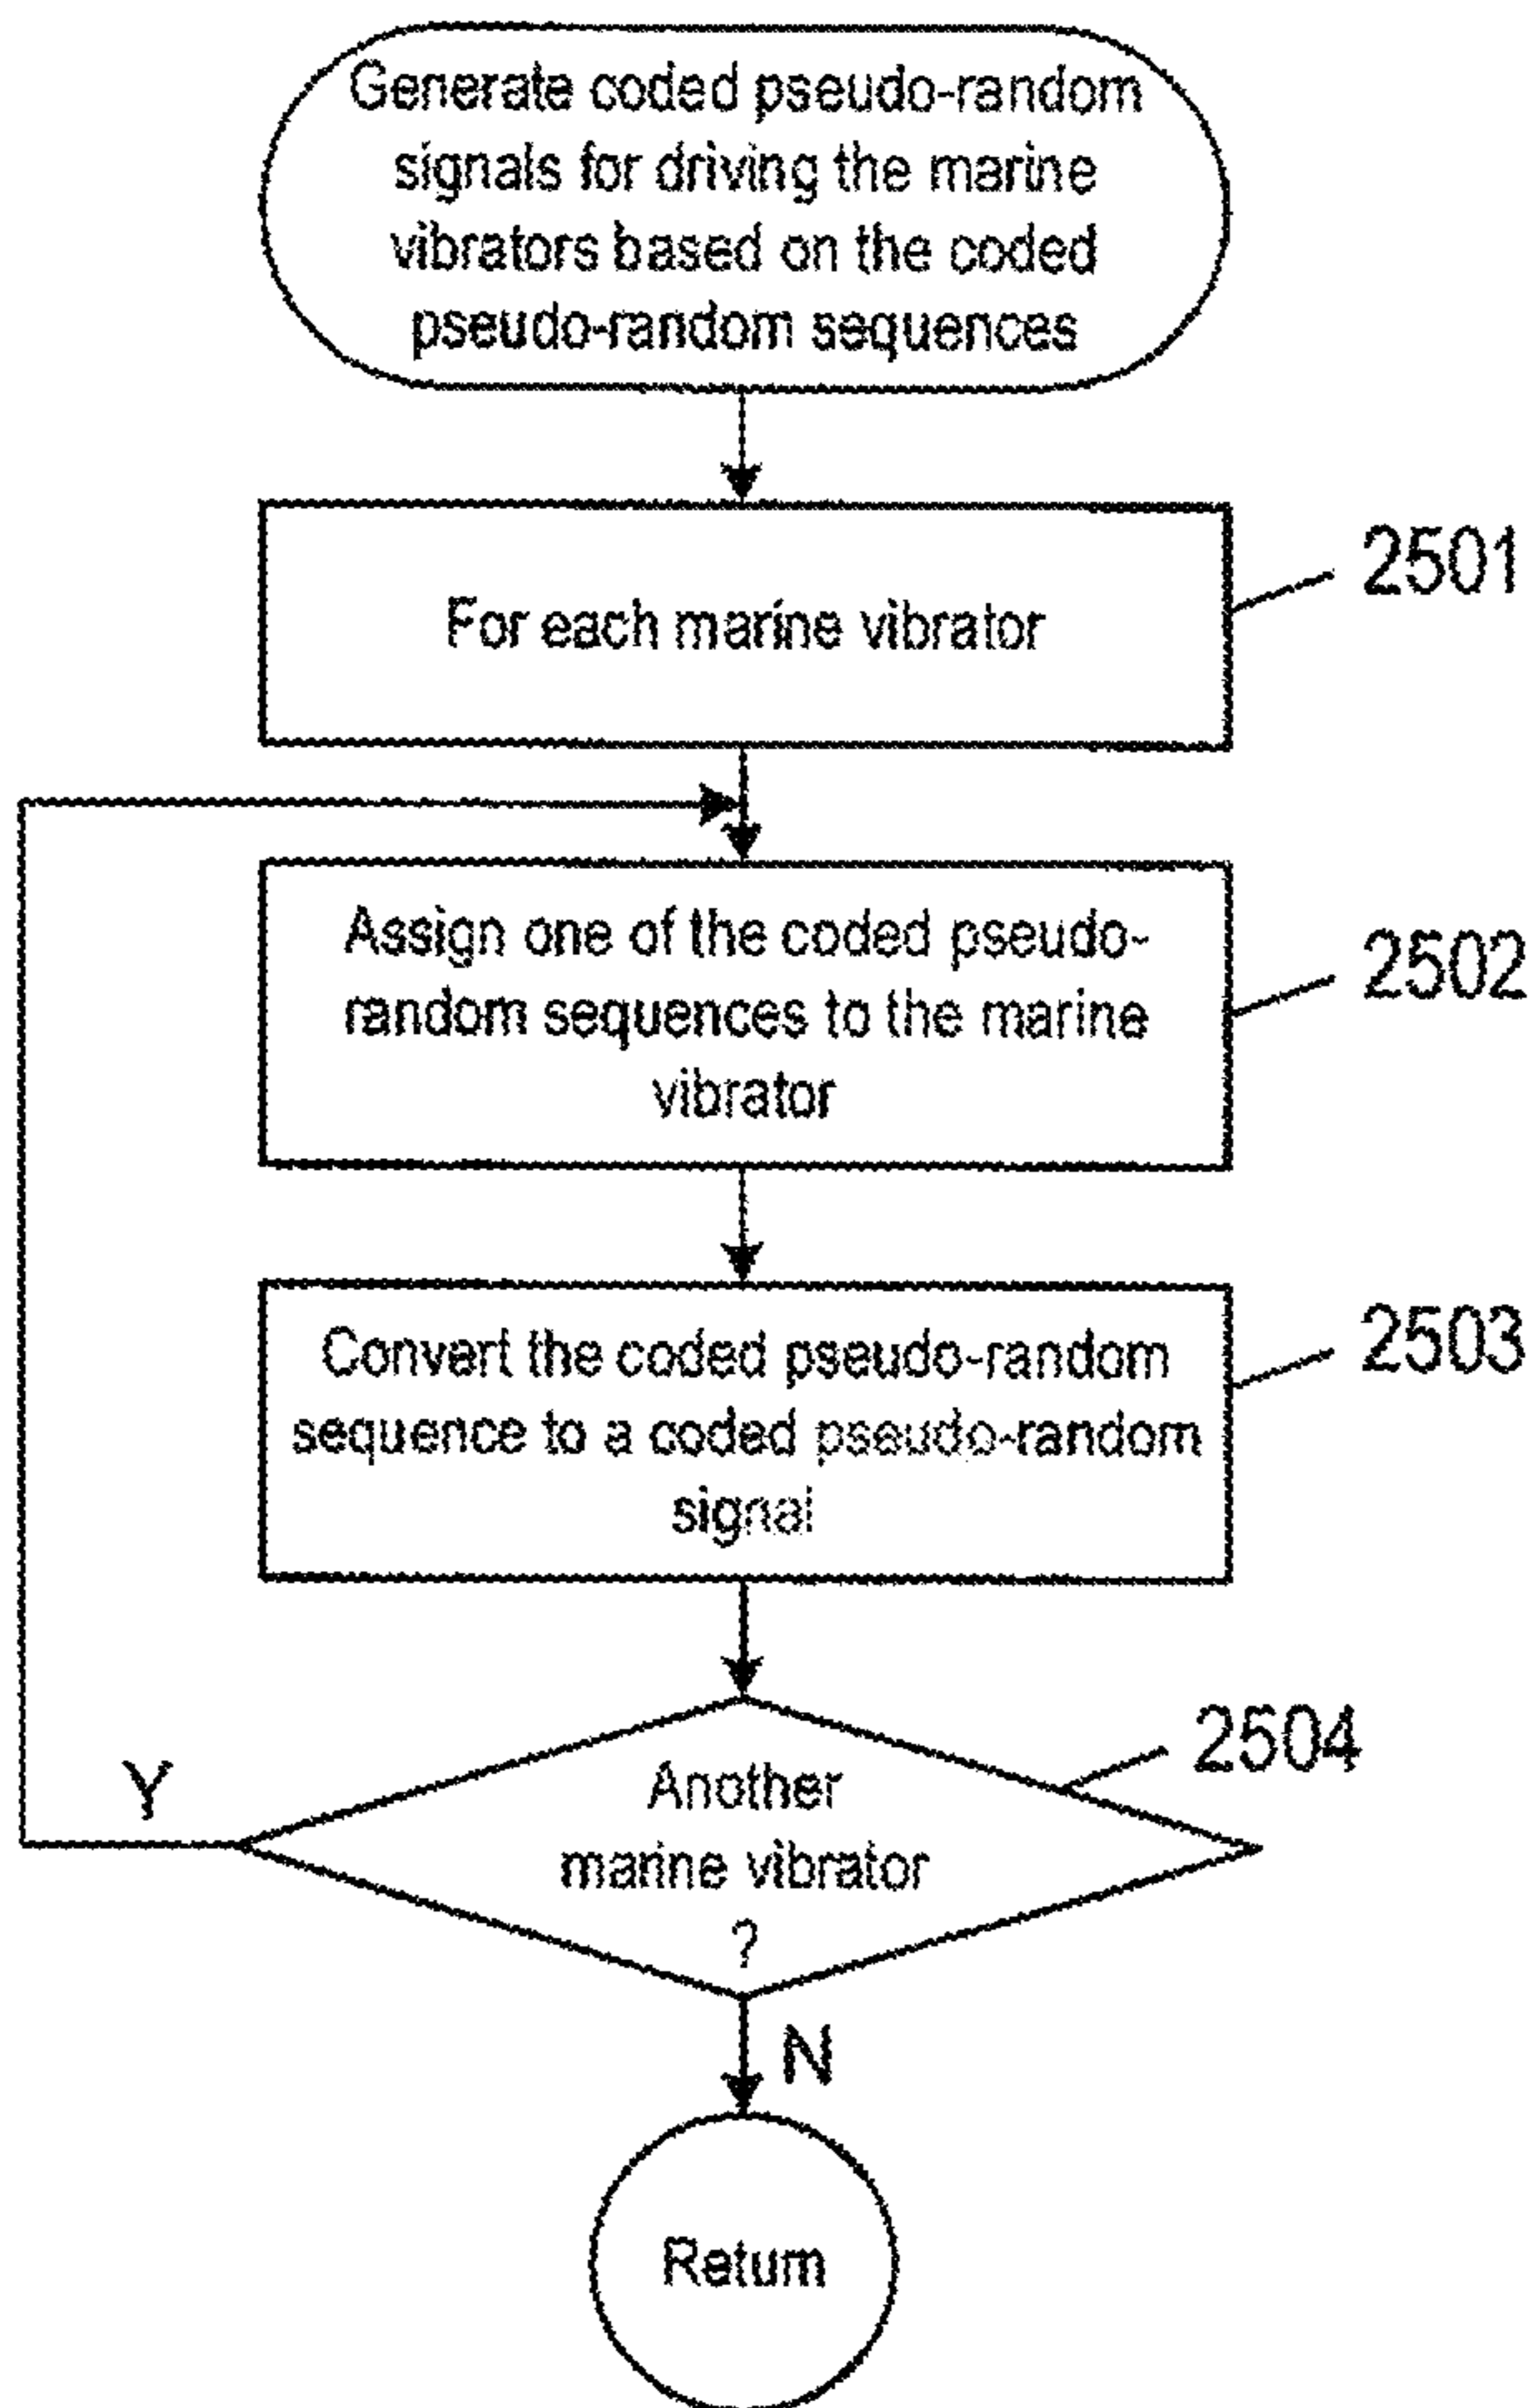 Generate coded pseudo-random
signals for driving the marine
vibrators based on the coded
pseudo-random sequences
For each marine vibrator
2501
Assign one of the coded pseudo-
random sequences to the marine
vibrator
2502
Convert the coded pseudo-random
sequence to a coded pseudo-random
signal
2503
Another
marine vibrator
?
2504
Y
N
Return